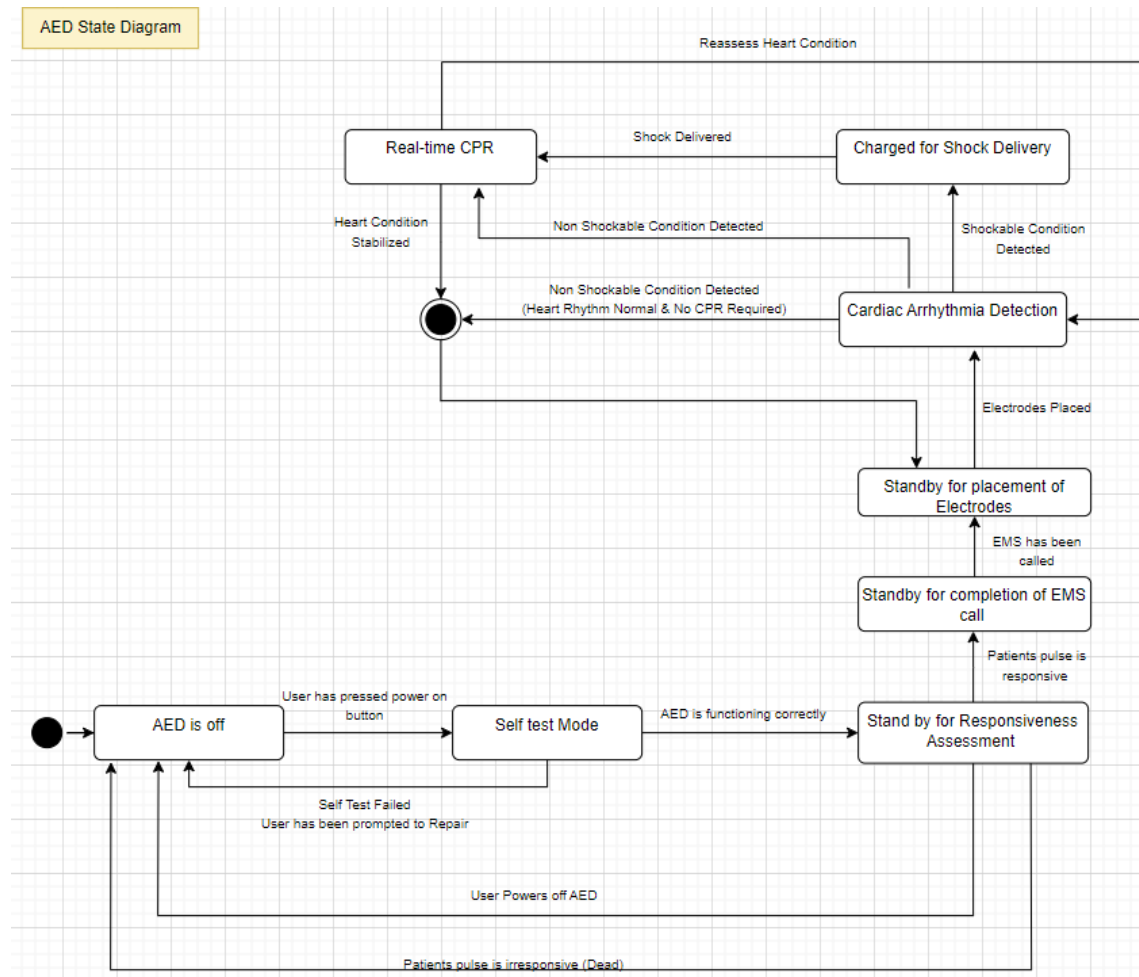 AED State Diagram
Reassess Heart Condition
Real-time CPR
Shock Delivered
Charged for Shock Delivery
Heart Condition
Stabilized
Non Shockable Condition Detected
Shockable Condition
Detected
Non Shockable Condition Detected
(Heart Rhythm Normal & No CPR Required)
Cardiac Arrhythmia Detection
Electrodes Placed
Standby for placement of
Electrodes
EMS has been
called
Standby for completion of EMS
call
Patients pulse is
responsive
AED is off
User has pressed power on
button
Self test Mode
AED is functioning correctly
Stand by for Responsiveness
Assessment
Self Test Failed
User has been prompted to Repair
User Powers off AED
Patients pulse is irresponsive (Dead)